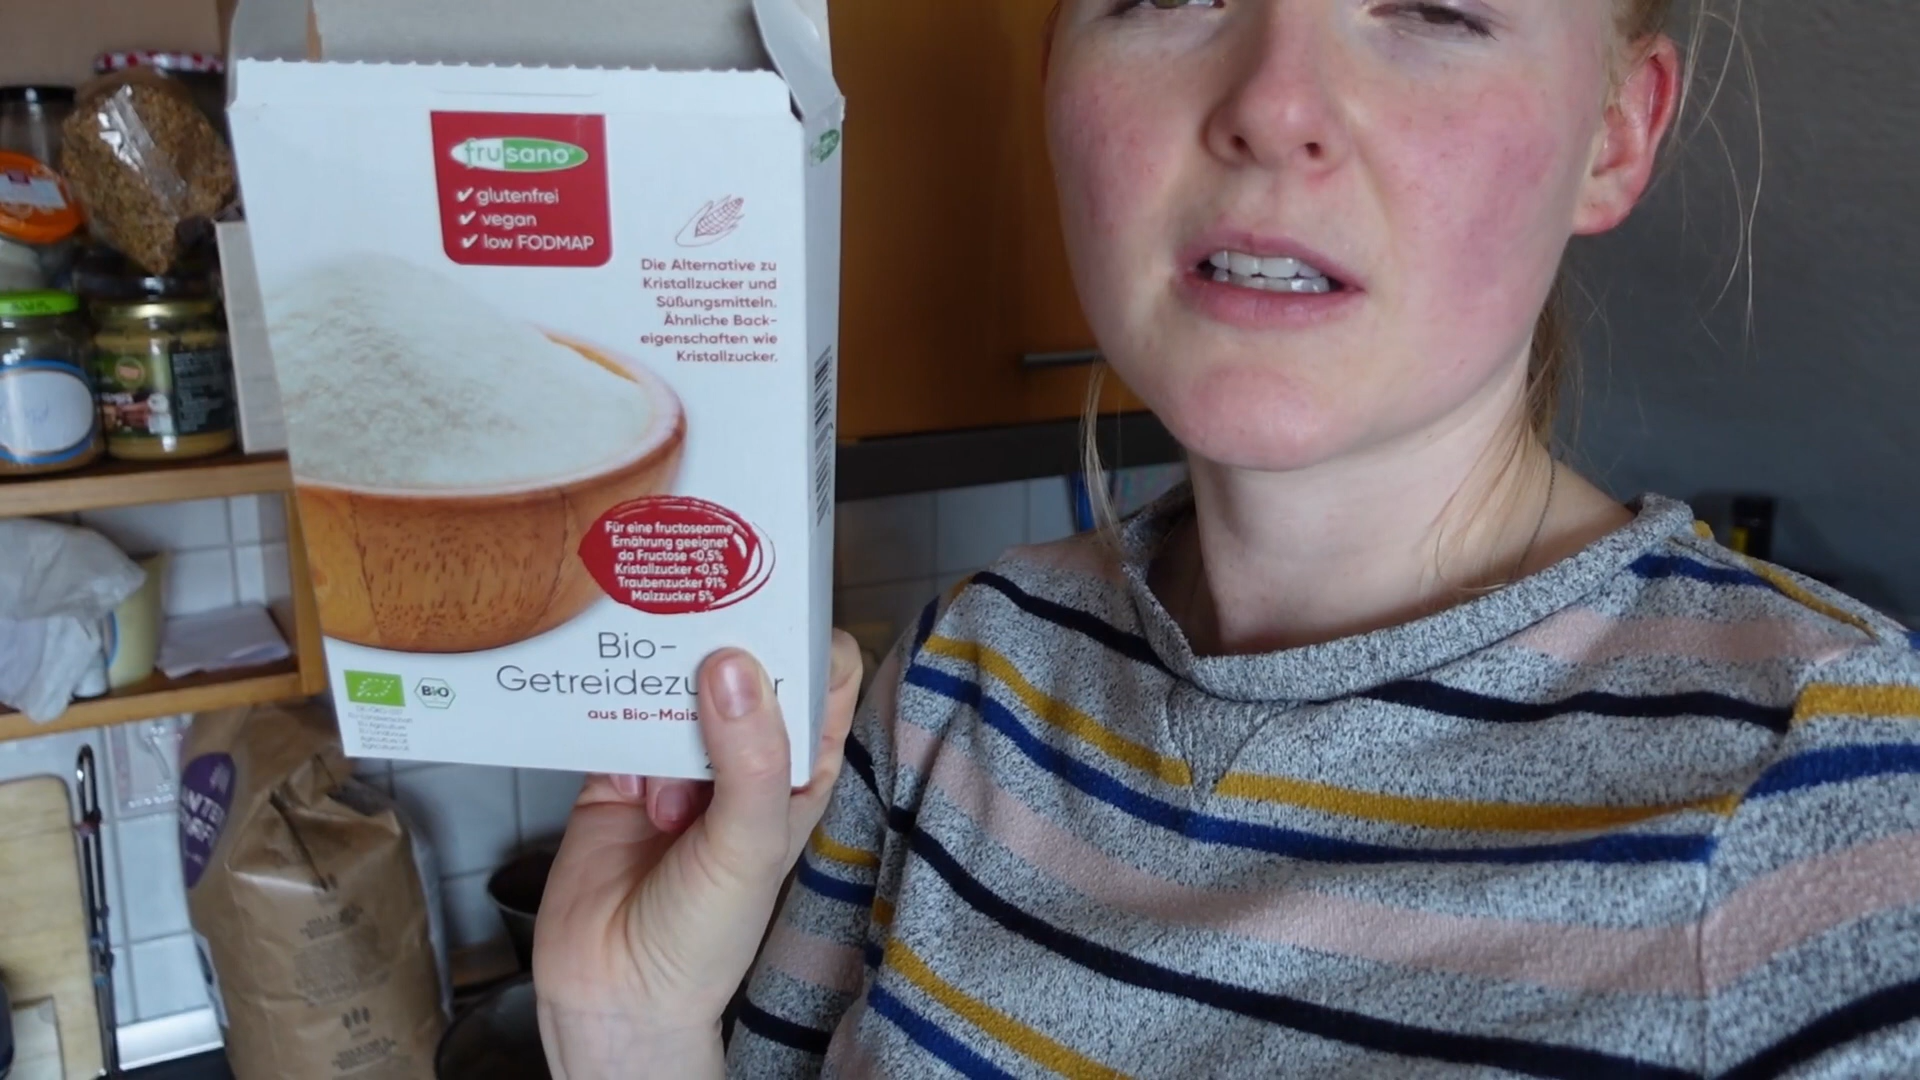 frusano
✔ glutenfrei
✔ vegan
✔ low FODMAP
Die Alternative zu
Kristallzucker und
Süßungsmitteln.
Ähnliche Back-
eigenschaften wie
Kristallzucker.
Für eine fructosearme
Ernährung geeignet
da Fructose <0,5%
Kristallzucker <0,5%
Traubenzucker 91%
Malzzucker 5%
Bio-
Getreidezu r
aus Bio-Mais
BIO